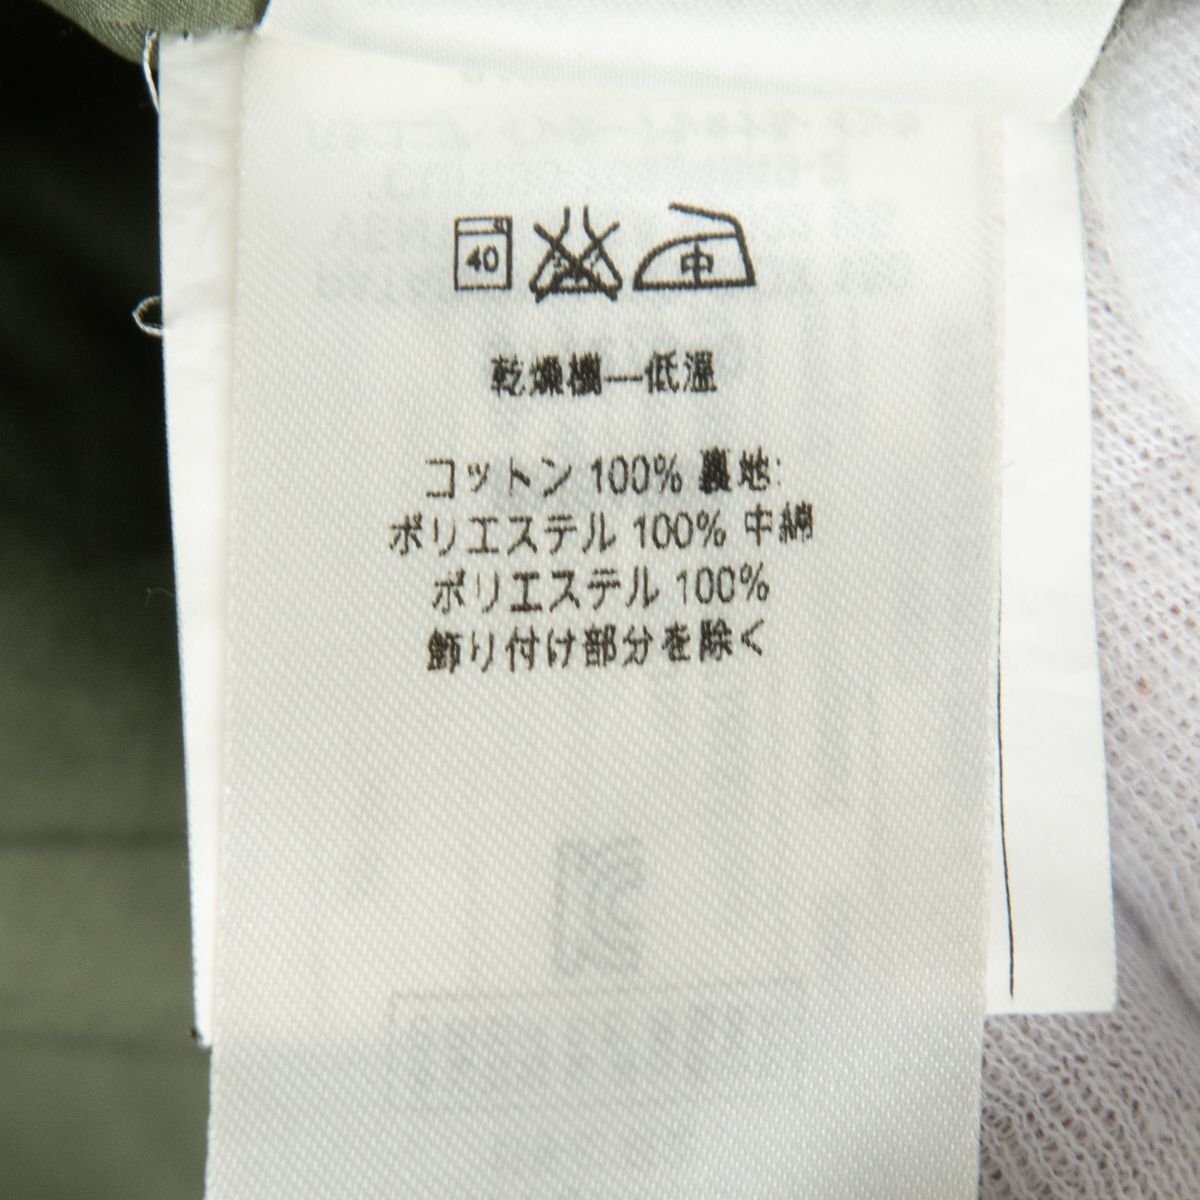 40 中
乾燥機—低温
コットン 100% 裏地:
ポリエステル 100% 中綿
ポリエステル 100%
飾り付け部分を除く